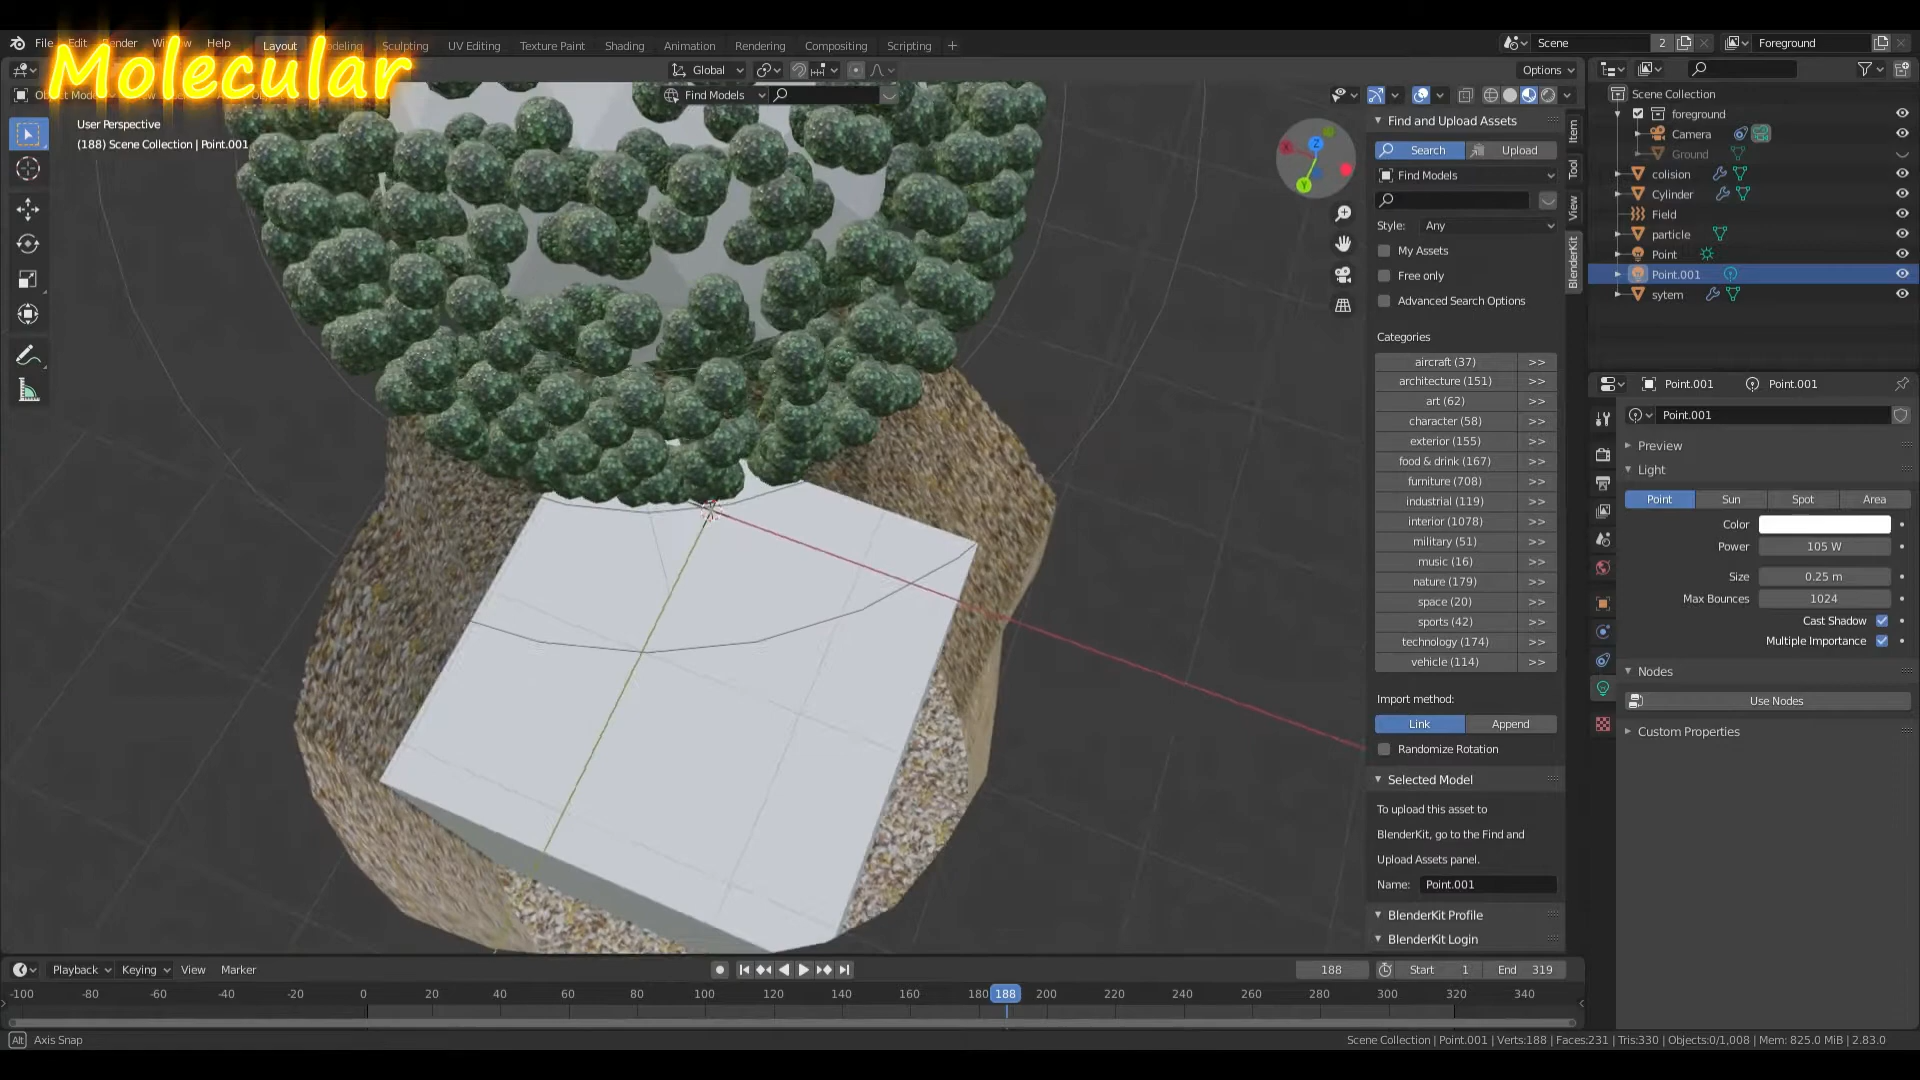 Molecular
File Edit Render Window Help
Layout Modeling Sculpting UV Editing Texture Paint Shading Animation Rendering Compositing Scripting +
Scene 2
Foreground
Global
Options
Find Models
User Perspective
(188) Scene Collection | Point.001
Find and Upload Assets
Search Upload
Find Models
Style: Any
My Assets
Free only
Advanced Search Options
Categories
aircraft (37) >>
architecture (151) >>
art (62) >>
character (58) >>
exterior (155) >>
food & drink (167) >>
furniture (708) >>
industrial (119) >>
interior (1078) >>
military (51) >>
music (16) >>
nature (179) >>
space (20) >>
sports (42) >>
technology (174) >>
vehicle (114) >>
Import method:
Link Append
Randomize Rotation
Selected Model
To upload this asset to
BlenderKit, go to the Find and
Upload Assets panel.
Name: Point.001
BlenderKit Profile
BlenderKit Login
Item
Tool
View
BlenderKit
X
Y
Z
Scene Collection
foreground
Camera
Ground
colision
Cylinder
Field
particle
Point
Point.001
sytem
Point.001 Point.001
Point.001
Preview
Light
Point Sun Spot Area
Color
Power 105 W
Size 0.25 m
Max Bounces 1024
Cast Shadow
Multiple Importance
Nodes
Use Nodes
Custom Properties
Playback Keying View Marker
188 Start 1 End 319
-100 -80 -60 -40 -20 0 20 40 60 80 100 120 140 160 180 188 200 220 240 260 280 300 320 340
Alt Axis Snap
Scene Collection | Point.001 | Verts:188 | Faces:231 | Tris:330 | Objects:0/1,008 | Mem: 825.0 MiB | 2.83.0